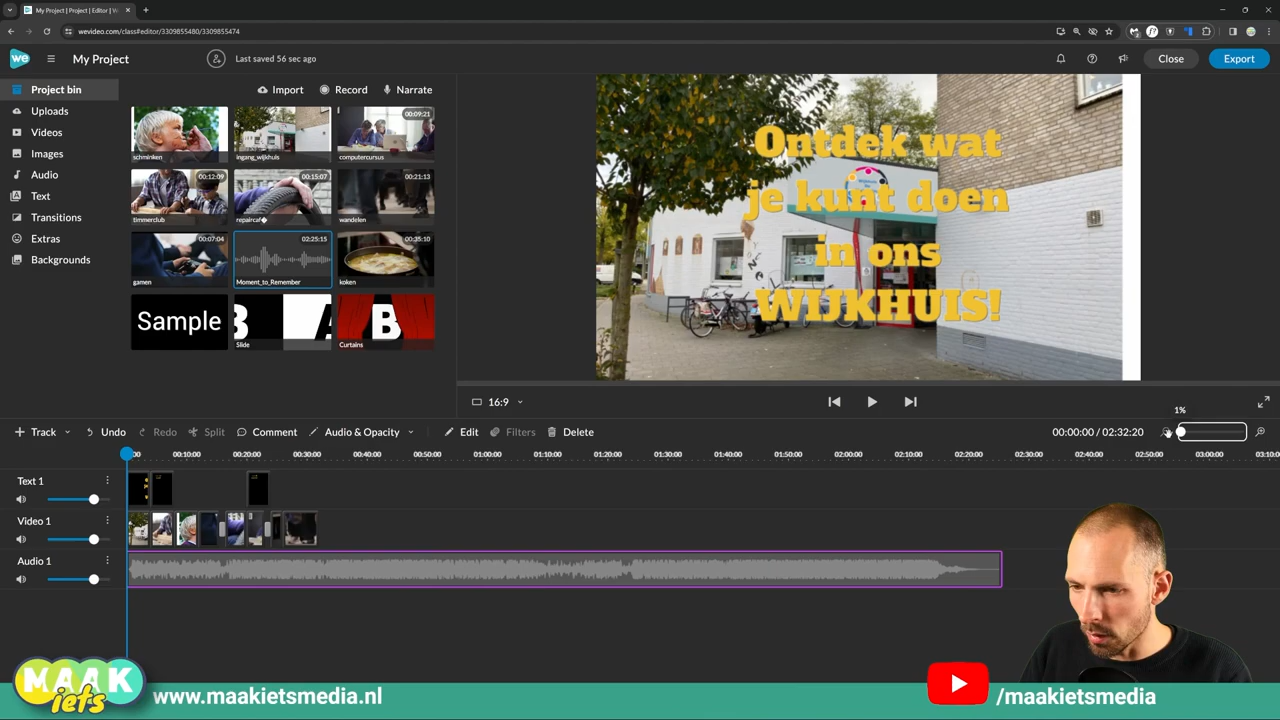 My Project | Project | Editor | V
wevideo.com/class#editor/3309855480/3309855474
we
My Project
Last saved 56 sec ago
Close
Export
Project bin
Import
Record
Narrate
Uploads
Videos
Images
Audio
Text
Transitions
Extras
Backgrounds
schminken
ingang_wijkhuis
00:09:21
computercursus
00:12:09
timmerclub
00:15:07
repaircaf�
00:21:13
wandelen
00:07:04
gamen
02:25:15
Moment_to_Remember
00:35:10
koken
Sample
B
A
Slide
B
Curtains
Ontdek wat
je kunt doen
in ons
WIJKHUIS!
16:9
1%
Track
Undo
Redo
Split
Comment
Audio & Opacity
Edit
Filters
Delete
00:00:00 / 02:32:20
00:10:00
00:20:00
00:30:00
00:40:00
00:50:00
01:00:00
01:10:00
01:20:00
01:30:00
01:40:00
01:50:00
02:00:00
02:10:00
02:20:00
02:30:00
02:40:00
02:50:00
03:00:00
03:10:0
Text 1
Video 1
Audio 1
MAAK
iets
www.maakietsmedia.nl
/maakietsmedia